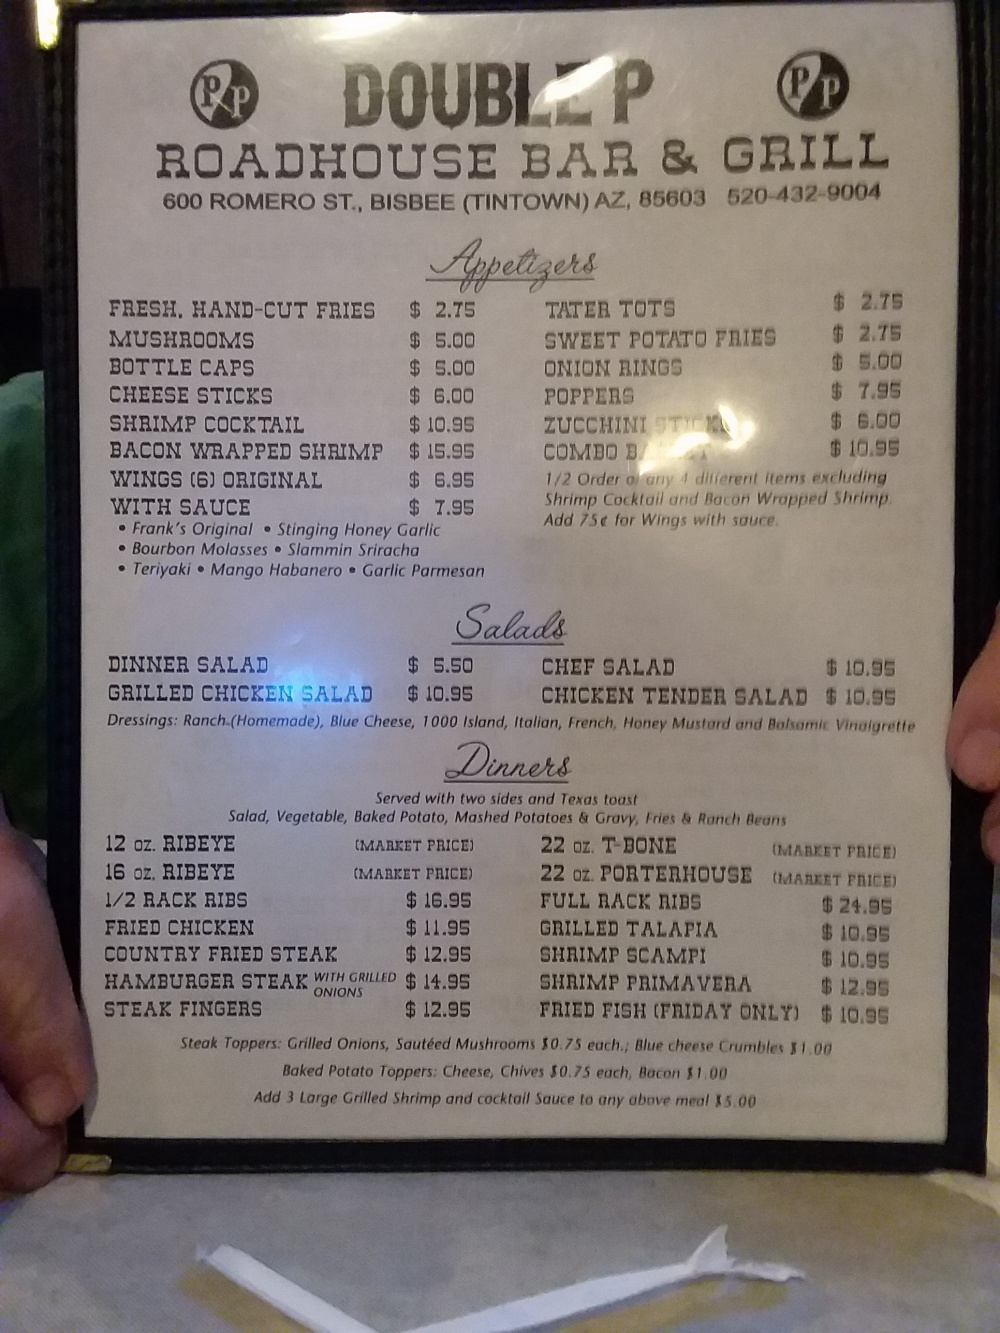 P P DOUBLE P P P
ROADHOUSE BAR & GRILL
600 ROMERO ST., BISBEE (TINTOWN) AZ, 85603 520-432-9004
Appetizers
FRESH, HAND-CUT FRIES $ 2.75
MUSHROOMS $ 5.00
BOTTLE CAPS $ 5.00
CHEESE STICKS $ 6.00
SHRIMP COCKTAIL $ 10.95
BACON WRAPPED SHRIMP $ 15.95
WINGS (6) ORIGINAL $ 6.95
WITH SAUCE $ 7.95
• Frank's Original • Stinging Honey Garlic
• Bourbon Molasses • Slammin Sriracha
• Teriyaki • Mango Habanero • Garlic Parmesan
TATER TOTS $ 2.75
SWEET POTATO FRIES $ 2.75
ONION RINGS $ 5.00
POPPERS $ 7.95
ZUCCHINI STICKS $ 6.00
COMBO $ 10.95
1/2 Order of any 4 different items excluding
Shrimp Cocktail and Bacon Wrapped Shrimp.
Add 75¢ for Wings with sauce.
Salads
DINNER SALAD $ 5.50
GRILLED CHICKEN SALAD $ 10.95
CHEF SALAD $ 10.95
CHICKEN TENDER SALAD $ 10.95
Dressings: Ranch (Homemade), Blue Cheese, 1000 Island, Italian, French, Honey Mustard and Balsamic Vinaigrette
Dinners
Served with two sides and Texas toast
Salad, Vegetable, Baked Potato, Mashed Potatoes & Gravy, Fries & Ranch Beans
12 OZ. RIBEYE (MARKET PRICE)
16 OZ. RIBEYE (MARKET PRICE)
1/2 RACK RIBS $ 16.95
FRIED CHICKEN $ 11.95
COUNTRY FRIED STEAK $ 12.95
HAMBURGER STEAK WITH GRILLED ONIONS $ 14.95
STEAK FINGERS $ 12.95
22 OZ. T-BONE (MARKET PRICE)
22 OZ. PORTERHOUSE (MARKET PRICE)
FULL RACK RIBS $ 24.95
GRILLED TALAPIA $ 10.95
SHRIMP SCAMPI $ 10.95
SHRIMP PRIMAVERA $ 12.95
FRIED FISH (FRIDAY ONLY) $ 10.95
Steak Toppers: Grilled Onions, Sautéed Mushrooms $0.75 each.; Blue cheese Crumbles $1.00
Baked Potato Toppers: Cheese, Chives $0.75 each, Bacon $1.00
Add 3 Large Grilled Shrimp and cocktail Sauce to any above meal $5.00